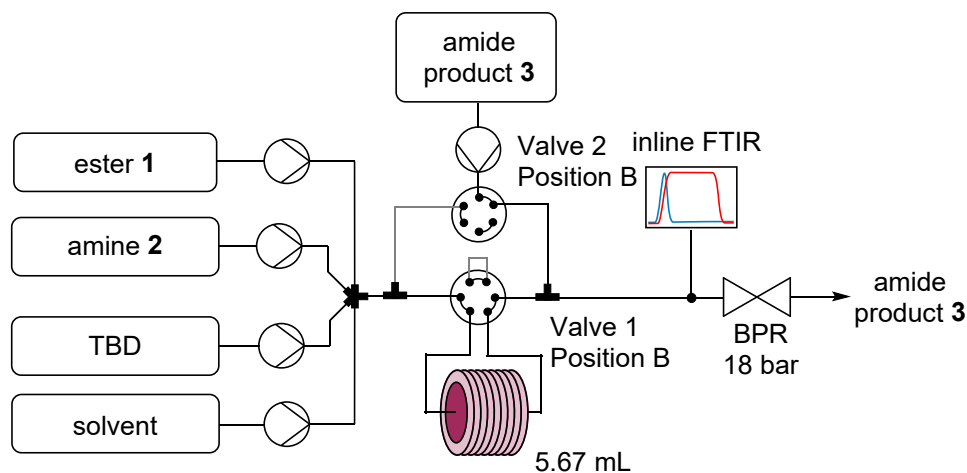 amide
product 3
ester 1
amine 2
TBD
solvent
Valve 2
Position B
inline FTIR
Valve 1
Position B
5.67 mL
BPR
18 bar
amide
product 3